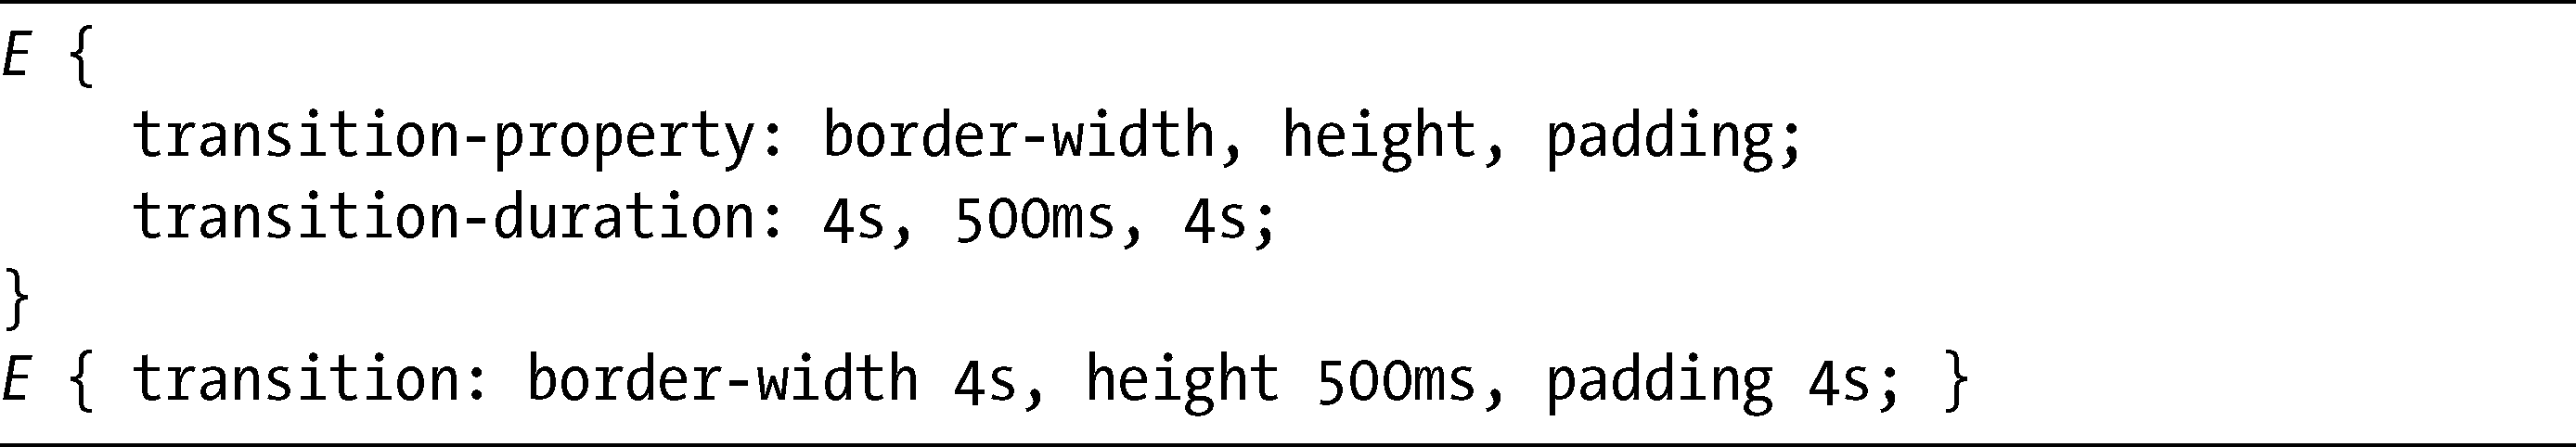 E {
    transition-property: border-width, height, padding;
    transition-duration: 4s, 500ms, 4s;
}
E { transition: border-width 4s, height 500ms, padding 4s; }